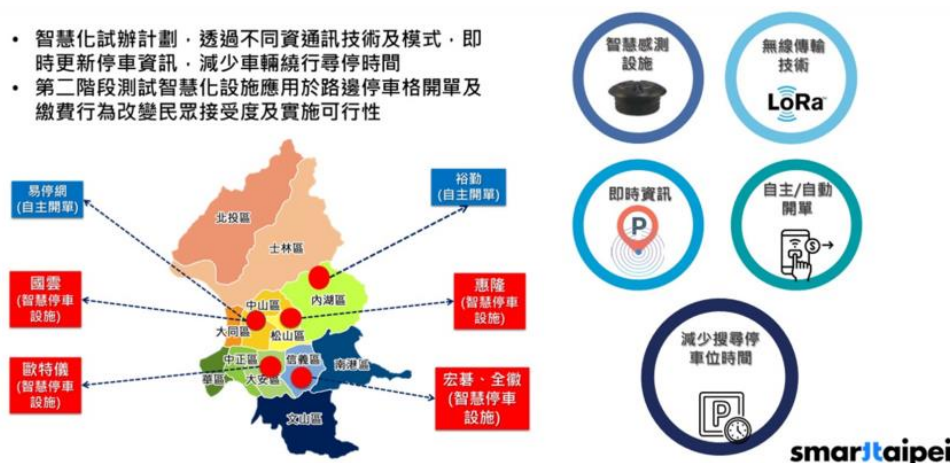 • 智慧化試辦計劃，透過不同資通訊技術及模式，即
時更新停車資訊，減少車輛繞行尋停時間
• 第二階段測試智慧化設施應用於路邊停車格開單及
繳費行為改變民眾接受度及實施可行性
易停網
(自主開單)
國雲
(智慧停車
設施)
歐特儀
(智慧停車
設施)
裕勤
(自主開單)
惠隆
(智慧停車
設施)
宏碁、全徽
(智慧停車
設施)
北投區
士林區
內湖區
中山區
大同區
松山區
中正區
信義區
南港區
華區
大安區
文山區
智慧感測
設施
無線傳輸
技術
LoRa
即時資訊
P
自主/自動
開單
$
減少搜尋停
車位時間
P
smarttaipei